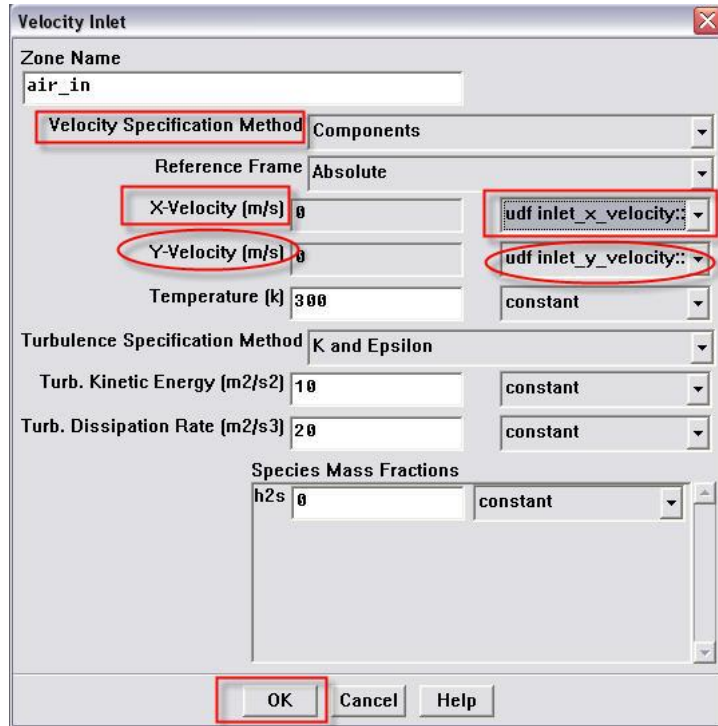 Velocity Inlet
Zone Name
air_in
Velocity Specification Method Components
Reference Frame Absolute
X-Velocity (m/s) 0 udf inlet_x_velocity::
Y-Velocity (m/s) 0 udf inlet_y_velocity::
Temperature (k) 300 constant
Turbulence Specification Method K and Epsilon
Turb. Kinetic Energy (m2/s2) 10 constant
Turb. Dissipation Rate (m2/s3) 20 constant
Species Mass Fractions
h2s 0 constant
OK Cancel Help